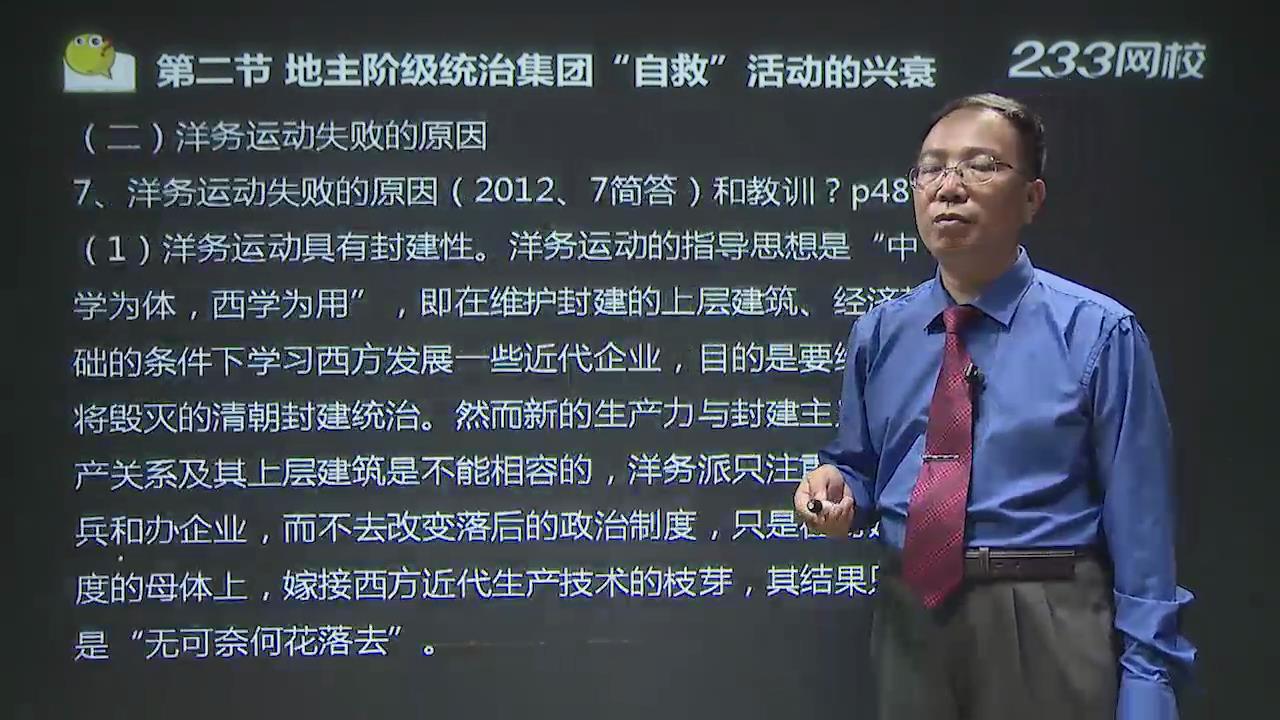 第二节 地主阶级统治集团“自救”活动的兴衰
233网校
（二）洋务运动失败的原因
7、洋务运动失败的原因（2012、7简答）和教训？p48
（1）洋务运动具有封建性。洋务运动的指导思想是“中
学为体，西学为用”，即在维护封建的上层建筑、经济
础的条件下学习西方发展一些近代企业，目的是要
将毁灭的清朝封建统治。然而新的生产力与封建主
产关系及其上层建筑是不能相容的，洋务派只注
兵和办企业，而不去改变落后的政治制度，只是在
度的母体上，嫁接西方近代生产技术的枝芽，其结果
是“无可奈何花落去”。